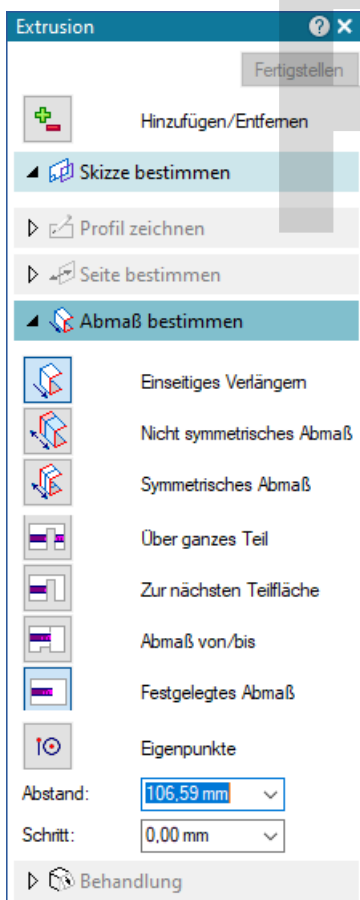 Extrusion
Fertigstellen
Hinzufügen/Entfernen
Skizze bestimmen
Profil zeichnen
Seite bestimmen
Abmaß bestimmen
Einseitiges Verlängern
Nicht symmetrisches Abmaß
Symmetrisches Abmaß
Über ganzes Teil
Zur nächsten Teilfläche
Abmaß von/bis
Festgelegtes Abmaß
Eigenpunkte
Abstand: 106,59 mm
Schritt: 0,00 mm
Behandlung